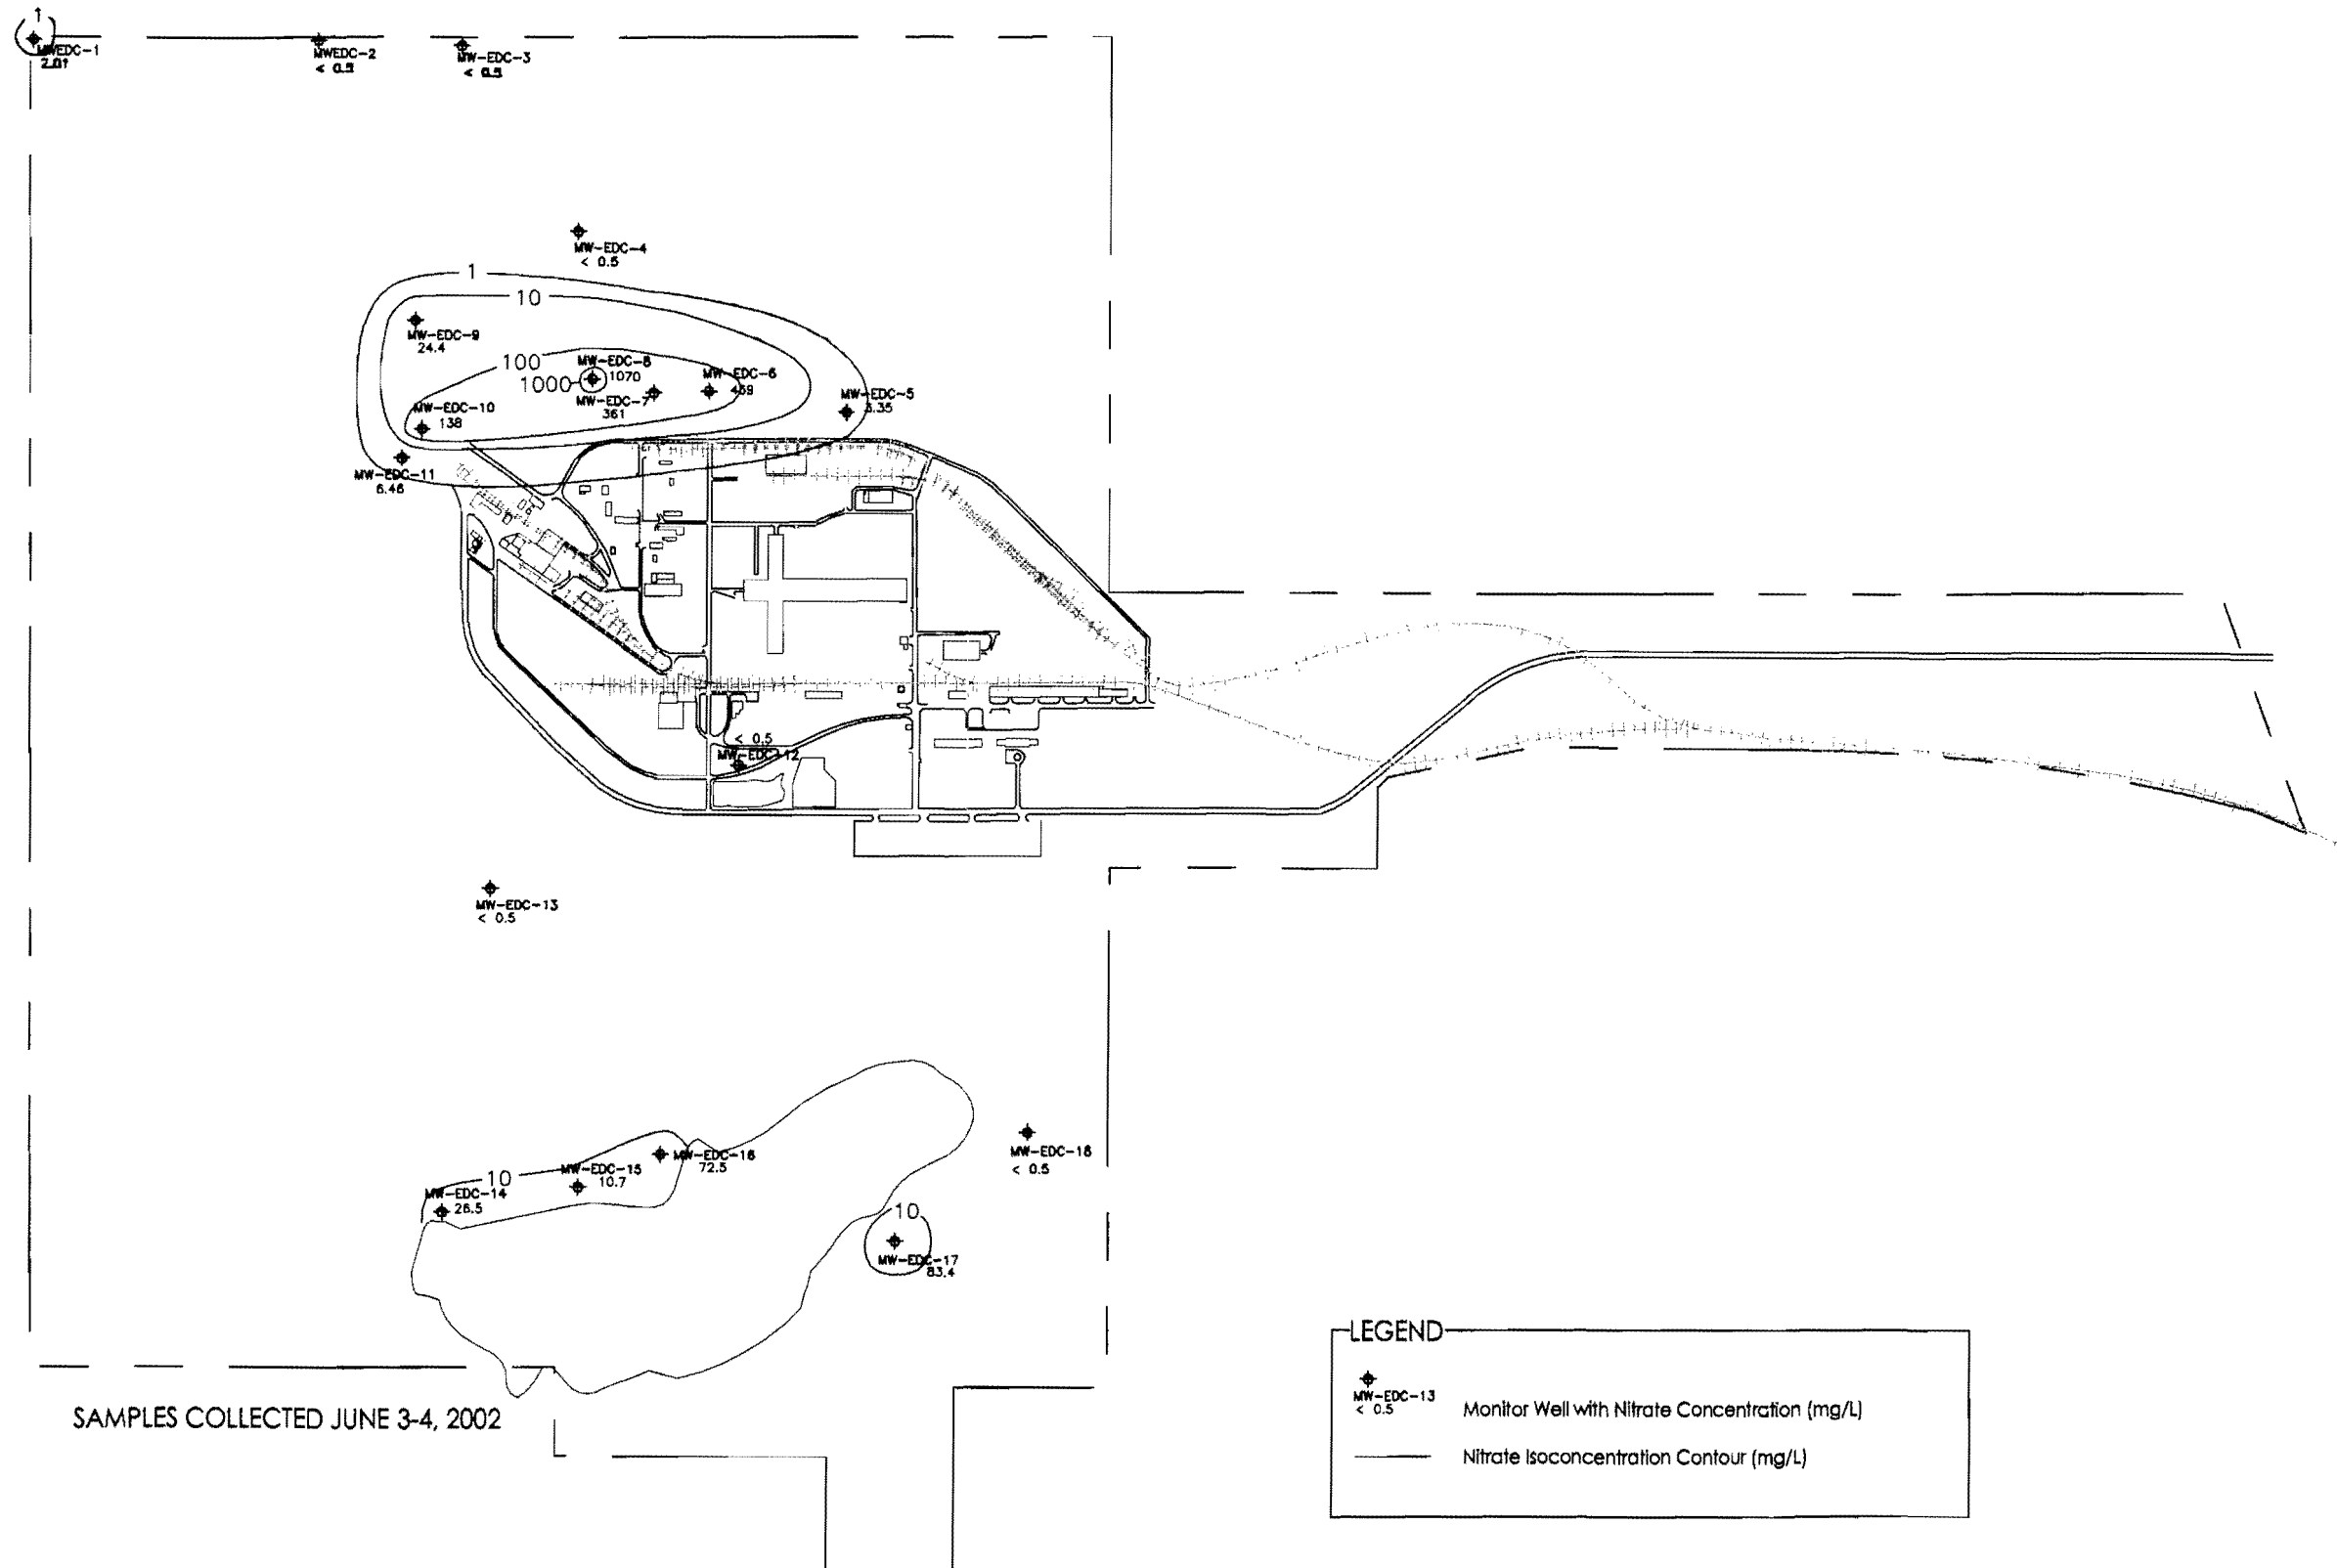 1
MWEDC-1
2.01
MWEDC-2
< 0.5
MW-EDC-3
< 0.5
MW-EDC-4
< 0.5
1
10
MW-EDC-9
24.4
100
MW-EDC-8
1070
1000
MW-EDC-6
MW-EDC-7
361
MW-EDC-5
3.35
MW-EDC-10
138
MW-EDC-11
6.46
< 0.5
MW-EDC-12
MW-EDC-13
< 0.5
MW-EDC-16
72.5
MW-EDC-15
10.7
10
MW-EDC-14
26.5
MW-EDC-18
< 0.5
10
MW-EDC-17
83.4
LEGEND
MW-EDC-13
< 0.5
Monitor Well with Nitrate Concentration (mg/L)
Nitrate Isoconcentration Contour (mg/L)
SAMPLES COLLECTED JUNE 3-4, 2002